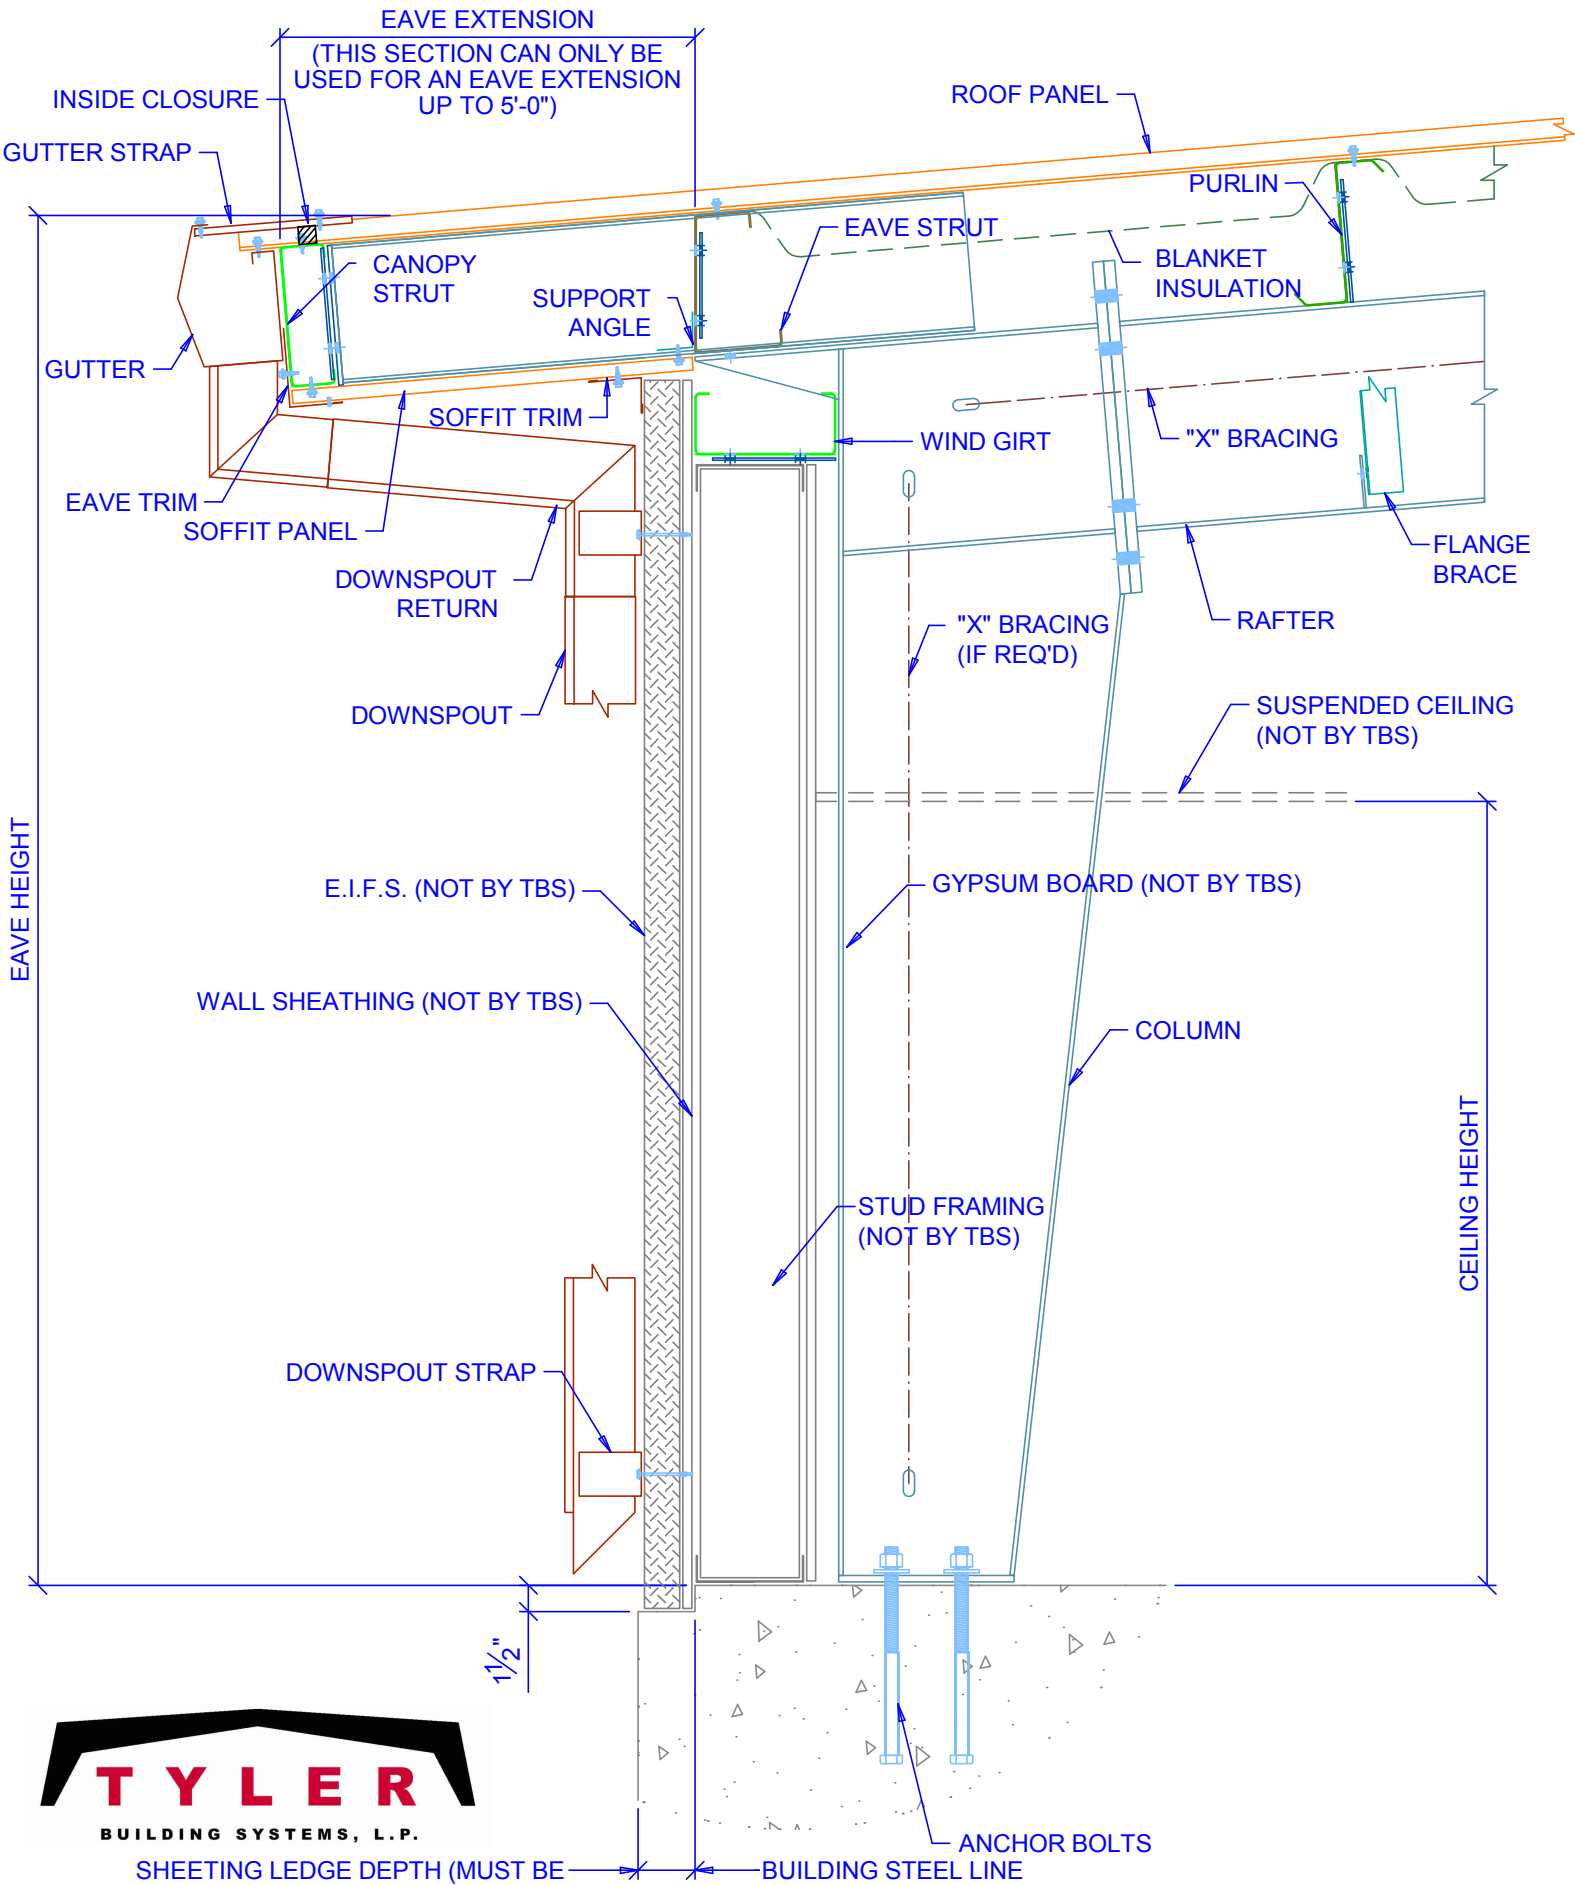 EAVE EXTENSION
(THIS SECTION CAN ONLY BE
USED FOR AN EAVE EXTENSION
UP TO 5'-0")
INSIDE CLOSURE
ROOF PANEL
GUTTER STRAP
PURLIN
EAVE STRUT
CANOPY
STRUT
BLANKET
INSULATION
SUPPORT
ANGLE
GUTTER
SOFFIT TRIM
WIND GIRT
"X" BRACING
EAVE TRIM
SOFFIT PANEL
FLANGE
BRACE
DOWNSPOUT
RETURN
RAFTER
"X" BRACING
(IF REQ'D)
DOWNSPOUT
SUSPENDED CEILING
(NOT BY TBS)
EAVE HEIGHT
E.I.F.S. (NOT BY TBS)
GYPSUM BOARD (NOT BY TBS)
WALL SHEATHING (NOT BY TBS)
COLUMN
CEILING HEIGHT
STUD FRAMING
(NOT BY TBS)
DOWNSPOUT STRAP
1½"
TYLER
BUILDING SYSTEMS, L.P.
ANCHOR BOLTS
SHEETING LEDGE DEPTH (MUST BE
BUILDING STEEL LINE